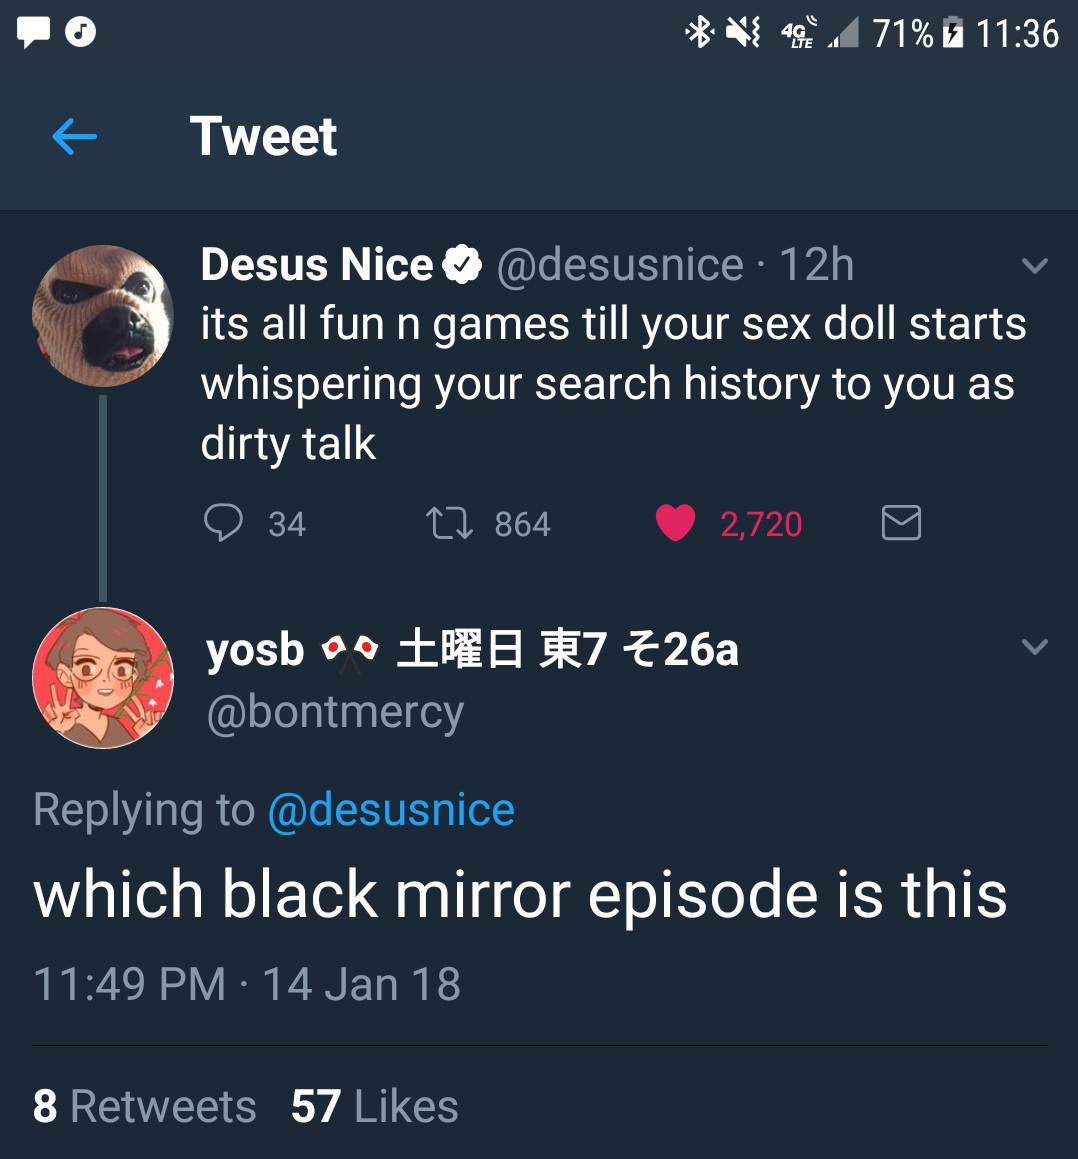 71% 11:36
4G LTE
Tweet
Desus Nice @desusnice · 12h
its all fun n games till your sex doll starts
whispering your search history to you as
dirty talk
34 864 2,720
yosb 🎌 土曜日 東7 そ26a
@bontmercy
Replying to @desusnice
which black mirror episode is this
11:49 PM · 14 Jan 18
8 Retweets 57 Likes